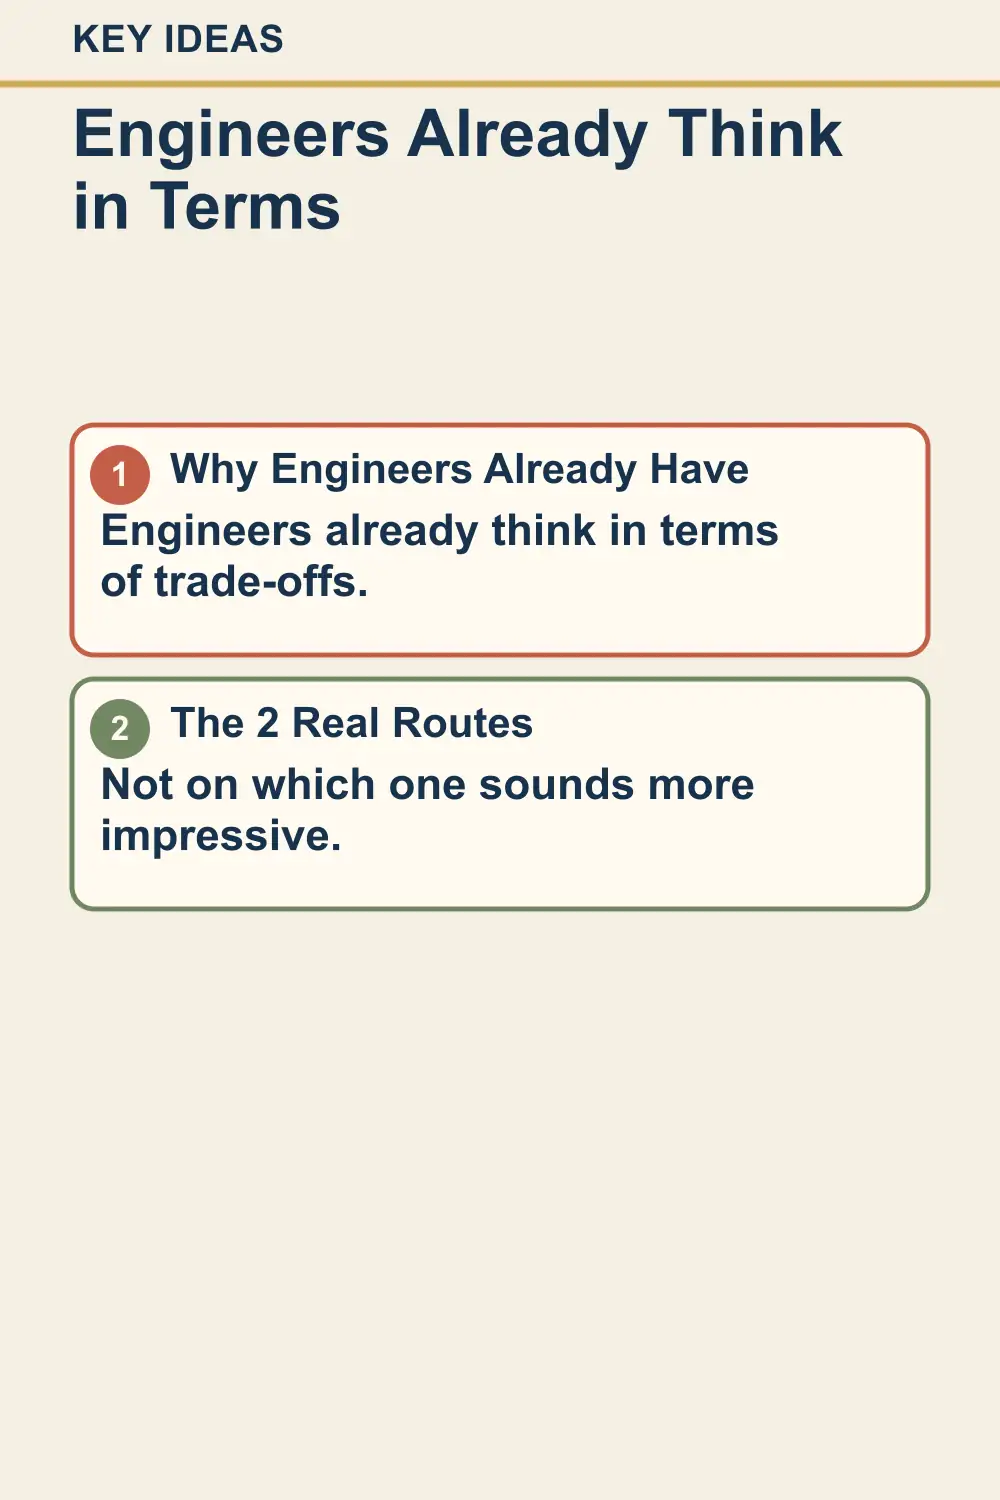 KEY IDEAS
Engineers Already Think
in Terms
1 Why Engineers Already Have
Engineers already think in terms
of trade-offs.
2 The 2 Real Routes
Not on which one sounds more
impressive.